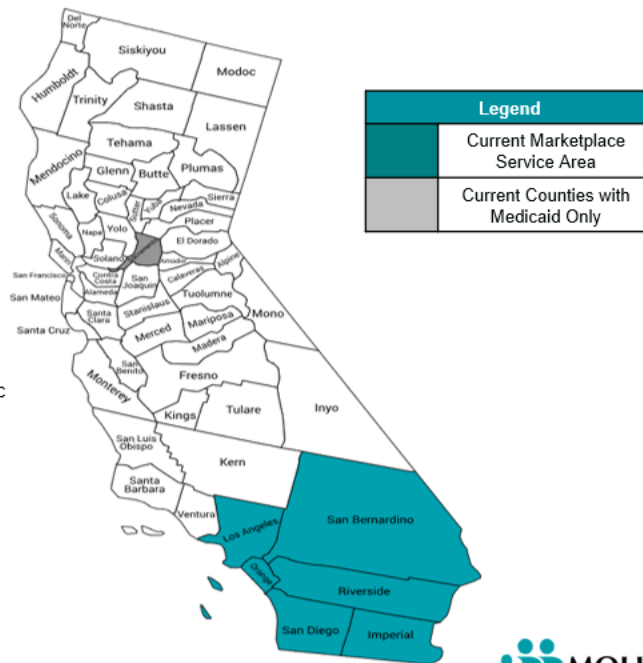 Del
Norte
Siskiyou
Modoc
Humboldt
Trinity
Shasta
Lassen
Legend
Current Marketplace
Service Area
Current Counties with
Medicaid Only
Mendocino
Tehama
Glenn
Butte
Plumas
Lake
Colusa
Sutter
Yuba
Sierra
Nevada
Placer
Sonoma
Napa
Yolo
El Dorado
Marin
Solano
Amador
Alpine
San Francisco
Contra
Costa
San
Joaquin
Calaveras
Alameda
Tuolumne
San Mateo
Stanislaus
Mono
Santa Cruz
Santa
Clara
Merced
Mariposa
Madera
San
Benito
Fresno
Monterey
c
Kings
Tulare
Inyo
San Luis
Obispo
Kern
Santa
Barbara
Ventura
Los Angeles
San Bernardino
Orange
Riverside
San Diego
Imperial